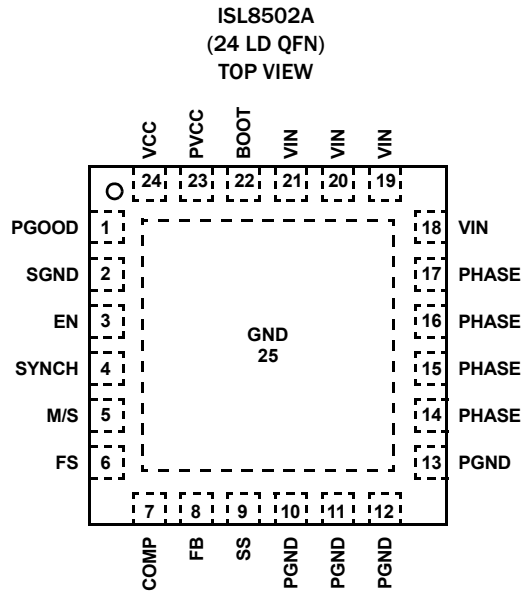 ISL8502A
(24 LD QFN)
TOP VIEW
VCC
PVCC
BOOT
VIN
VIN
VIN
24
23
22
21
20
19
PGOOD 1
18 VIN
SGND 2
17 PHASE
EN 3
16 PHASE
GND
25
SYNCH 4
15 PHASE
M/S 5
14 PHASE
FS 6
13 PGND
7
8
9
10
11
12
COMP
FB
SS
PGND
PGND
PGND